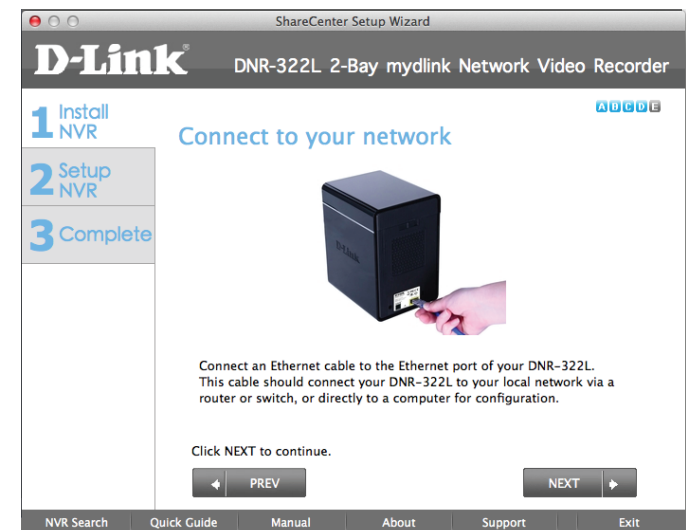 ShareCenter Setup Wizard
D-Link®
DNR-322L 2-Bay mydlink Network Video Recorder
1 Install NVR
2 Setup NVR
3 Complete
A B C D E
Connect to your network
D-Link
Connect an Ethernet cable to the Ethernet port of your DNR-322L.
This cable should connect your DNR-322L to your local network via a
router or switch, or directly to a computer for configuration.
Click NEXT to continue.
PREV
NEXT
NVR Search Quick Guide Manual About Support Exit